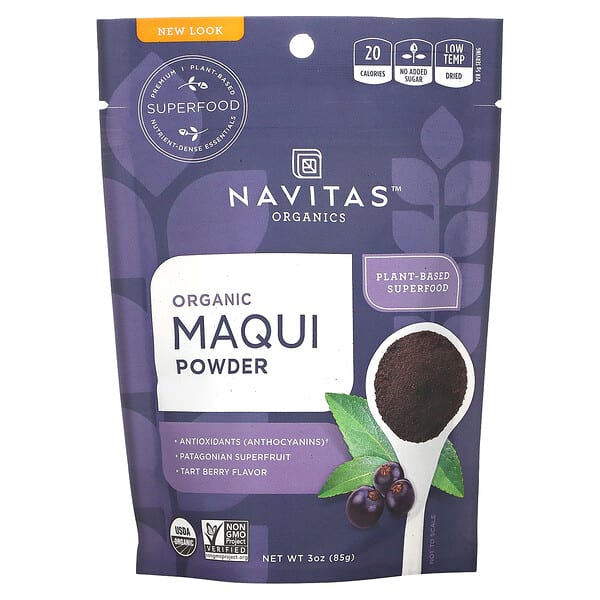 NEW LOOK
PREMIUM | PLANT-BASED
SUPERFOOD
NUTRIENT-DENSE ESSENTIALS
20
CALORIES
NO ADDED
SUGAR
LOW
TEMP
DRIED
PER 5g SERVING
NAVITAS™
ORGANICS
PLANT-BASED
SUPERFOOD
ORGANIC
MAQUI
POWDER
• ANTIOXIDANTS (ANTHOCYANINS)†
• PATAGONIAN SUPERFRUIT
• TART BERRY FLAVOR
USDA
ORGANIC
NON
GMO
Project
VERIFIED
nongmoproject.org
NET WT 3oz (85g)
NOT TO SCALE